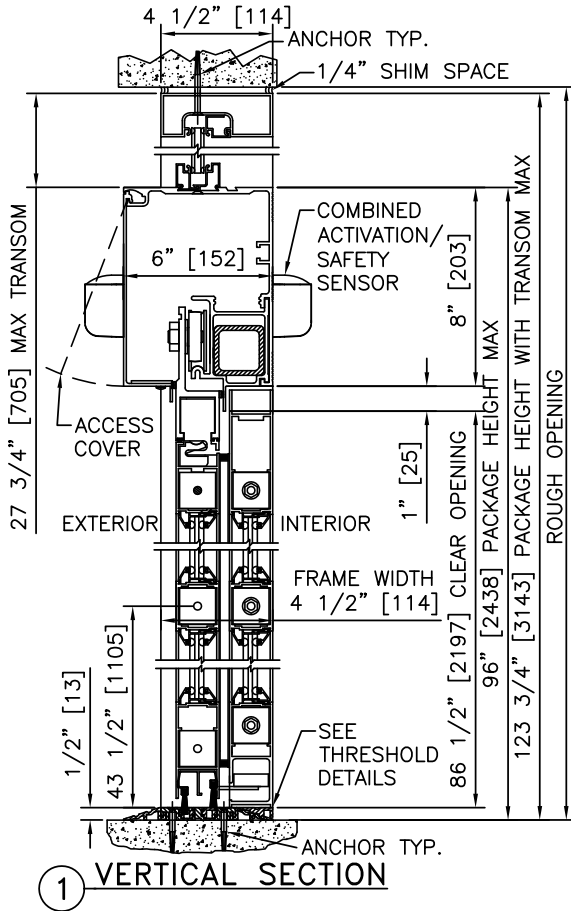 4 1/2” [114]
ANCHOR TYP.
1/4” SHIM SPACE
27 3/4” [705] MAX TRANSOM
6” [152]
COMBINED
ACTIVATION/
SAFETY
SENSOR
8” [203]
ACCESS
COVER
1” [25]
EXTERIOR
INTERIOR
FRAME WIDTH
4 1/2” [114]
1/2” [13]
43 1/2” [1105]
86 1/2” [2197] CLEAR OPENING
96” [2438] PACKAGE HEIGHT MAX
123 3/4” [3143] PACKAGE HEIGHT WITH TRANSOM MAX
ROUGH OPENING
SEE
THRESHOLD
DETAILS
ANCHOR TYP.
1 VERTICAL SECTION